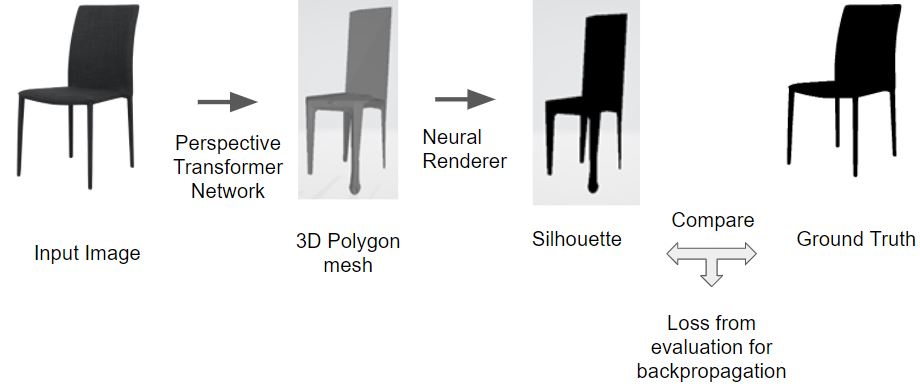 Perspective
Transformer
Network
Neural
Renderer
Input Image
3D Polygon
mesh
Silhouette
Compare
Ground Truth
Loss from
evaluation for
backpropagation